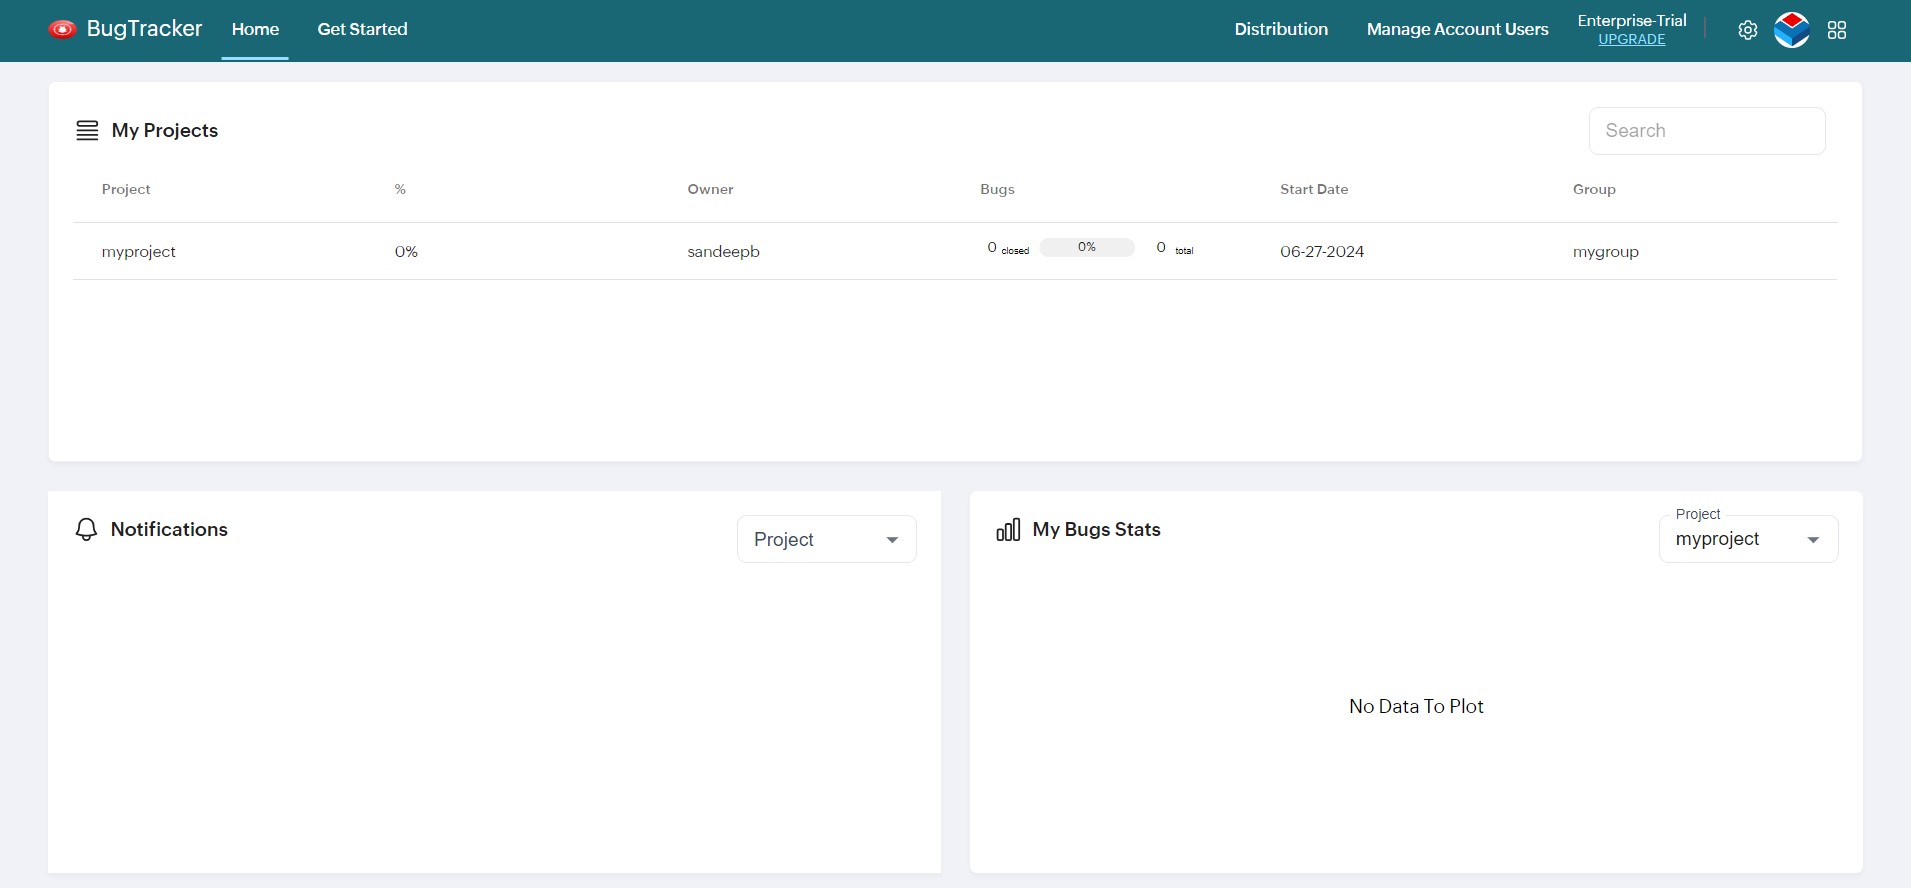 BugTracker Home Get Started Distribution Manage Account Users Enterprise-Trial
UPGRADE
My Projects Search
Project % Owner Bugs Start Date Group
myproject 0% sandeepb 0 closed 0% 0 total 06-27-2024 mygroup
Notifications Project
My Bugs Stats Project
myproject
No Data To Plot